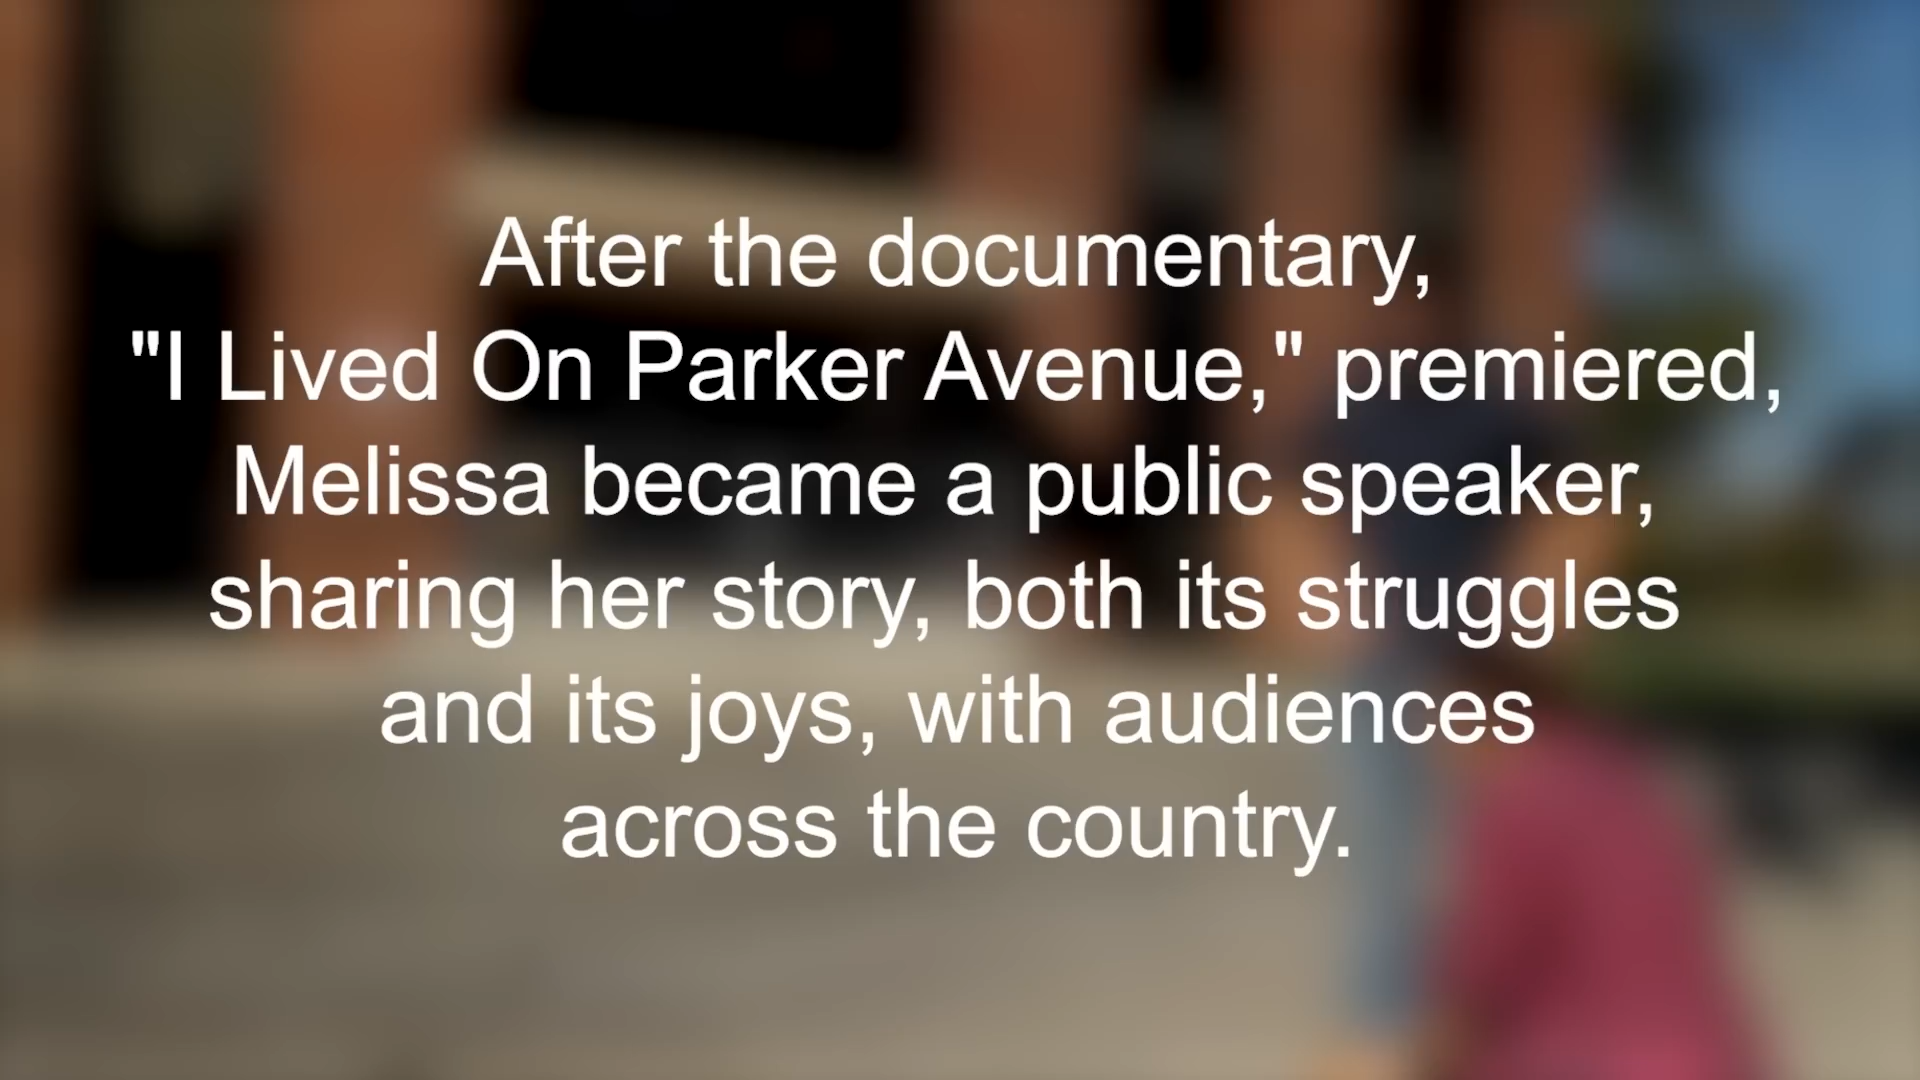 After the documentary,
"I Lived On Parker Avenue," premiered,
Melissa became a public speaker,
sharing her story, both its struggles
and its joys, with audiences
across the country.